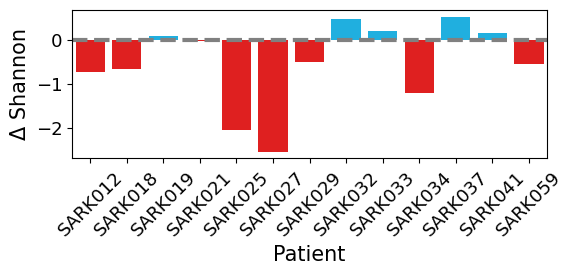 Δ Shannon
0
−1
−2
SARK012
SARK018
SARK019
SARK021
SARK025
SARK027
SARK029
SARK032
SARK033
SARK034
SARK037
SARK041
SARK059
Patient